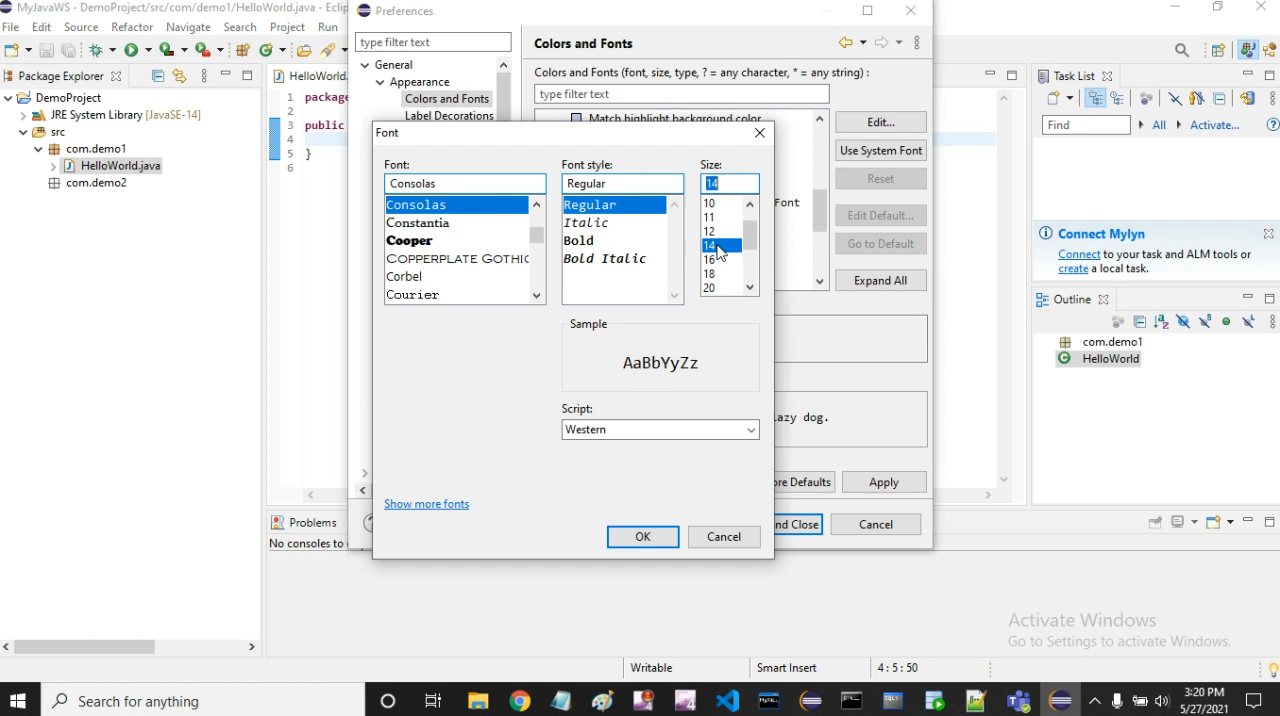 MyJavaWS - DemoProject/src/com/demo1/HelloWorld.java - Eclip
Preferences
File Edit Source Refactor Navigate Search Project Run
type filter text
Colors and Fonts
General
Appearance
Colors and Fonts
Label Decorations
Colors and Fonts (font, size, type, ? = any character, * = any string) :
type filter text
Match highlight background color
Font
Edit...
Use System Font
Reset
Edit Default...
Go to Default
Expand All
lazy dog.
ore Defaults
Apply
nd Close
Cancel
Package Explorer
DemoProject
JRE System Library [JavaSE-14]
src
com.demo1
HelloWorld.java
com.demo2
HelloWorld.
1 package
2
3 public
4
5 }
6
Font
Font:
Consolas
Consolas
Constantia
Cooper
COPPERPLATE GOTHIC
Corbel
Courier
Font style:
Regular
Regular
Italic
Bold
Bold Italic
Size:
14
10
11
12
14
16
18
20
Sample
AaBbYyZz
Script:
Western
Show more fonts
OK
Cancel
Task List
Find
All
Activate...
Connect Mylyn
Connect to your task and ALM tools or
create a local task.
Outline
com.demo1
HelloWorld
Problems
No consoles to
Activate Windows
Go to Settings to activate Windows.
Writable
Smart Insert
4 : 5 : 50
Search for anything
3:20 PM
5/27/2021